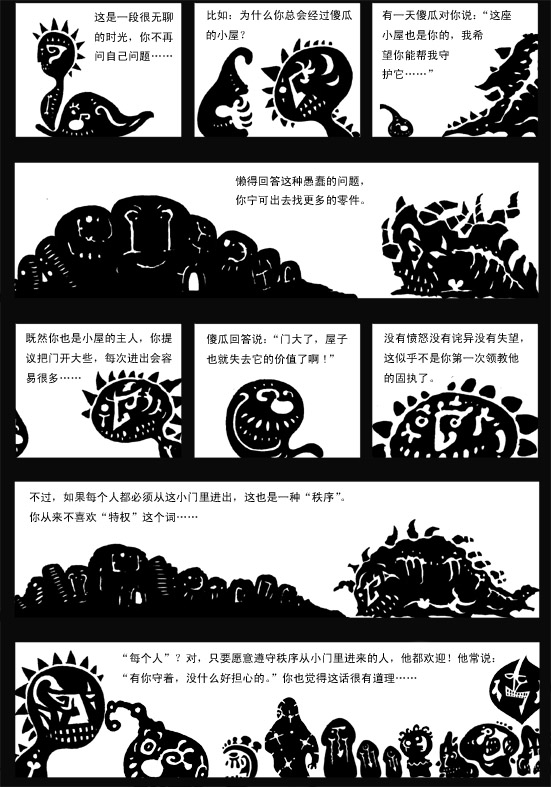 这是一段很无聊
的时光，你不再
问自己问题……
比如：为什么你总会经过傻瓜
的小屋？
有一天傻瓜对你说：“这座
小屋也是你的，我希
望你能帮我守
护它……”
懒得回答这种愚蠢的问题，
你宁可出去找更多的零件。
既然你也是小屋的主人，你提
议把门开大些，每次进出会容
易很多……
傻瓜回答说：“门大了，屋子
也就失去它的价值了啊！”
没有愤怒没有诧异没有失望，
这似乎不是你第一次领教他
的固执了。
不过，如果每个人都必须从这小门里进出，这也是一种“秩序”。
你从来不喜欢“特权”这个词……
“每个人”？对，只要愿意遵守秩序从小门里进来的人，他都欢迎！他常说：
“有你守着，没什么好担心的。”你也觉得这话很有道理……